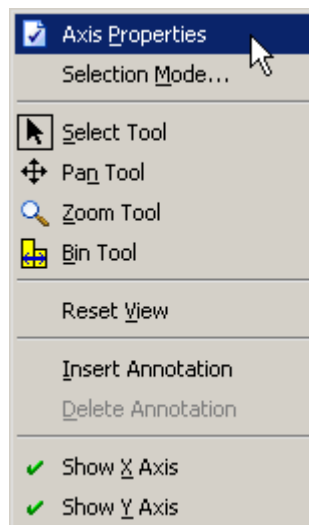 Axis Properties
Selection Mode...
Select Tool
Pan Tool
Zoom Tool
Bin Tool
Reset View
Insert Annotation
Delete Annotation
Show X Axis
Show Y Axis